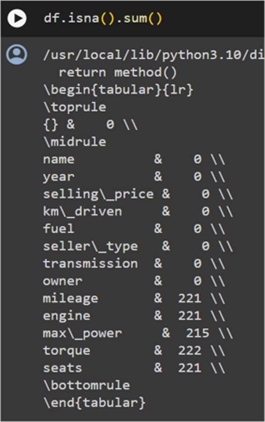 df.isna().sum()
/usr/local/lib/python3.10/di
return method()
\begin{tabular}{lr}
\toprule
{} & 0 \\
\midrule
name & 0 \\
year & 0 \\
selling\_price & 0 \\
km\_driven & 0 \\
fuel & 0 \\
seller\_type & 0 \\
transmission & 0 \\
owner & 0 \\
mileage & 221 \\
engine & 221 \\
max\_power & 215 \\
torque & 222 \\
seats & 221 \\
\bottomrule
\end{tabular}